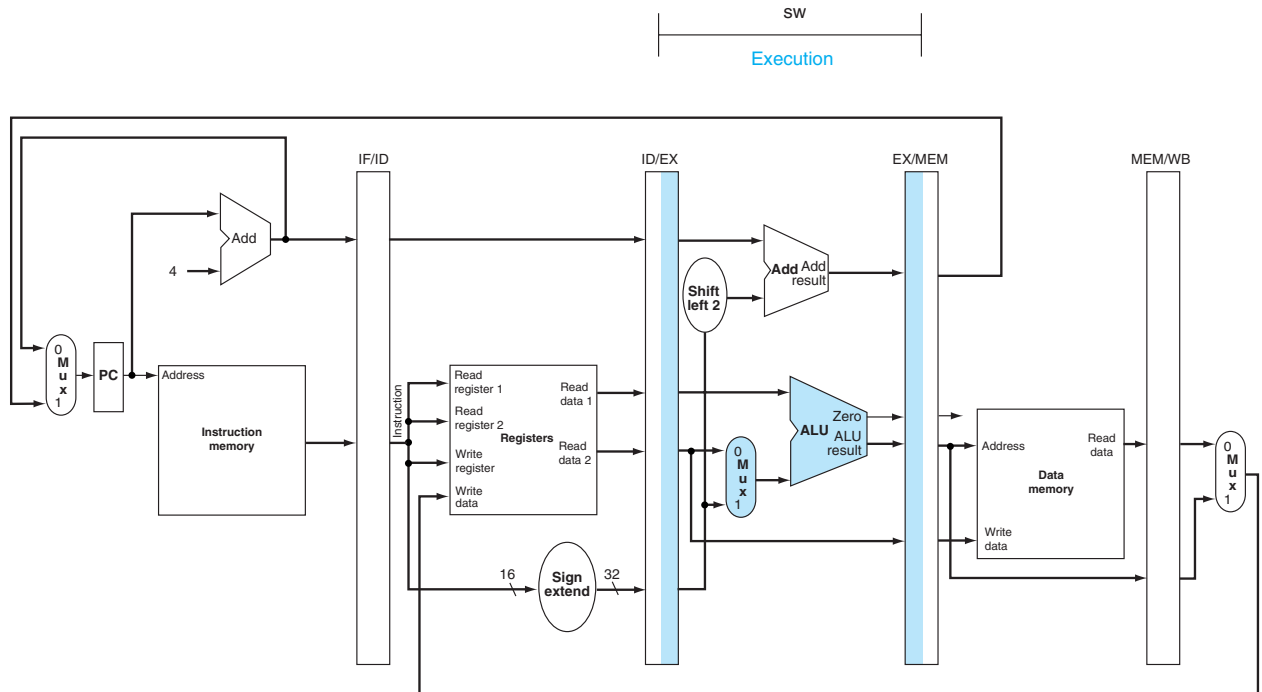 SW
Execution
IF/ID
ID/EX
EX/MEM
MEM/WB
Add
4
Shift
left 2
Add
Add
result
0
M
u
x
1
PC
Address
Instruction
memory
Instruction
Read
register 1
Read
register 2
Write
register
Write
data
Registers
Read
data 1
Read
data 2
16
Sign
extend
32
0
M
u
x
1
ALU
Zero
ALU
result
Address
Write
data
Data
memory
Read
data
0
M
u
x
1